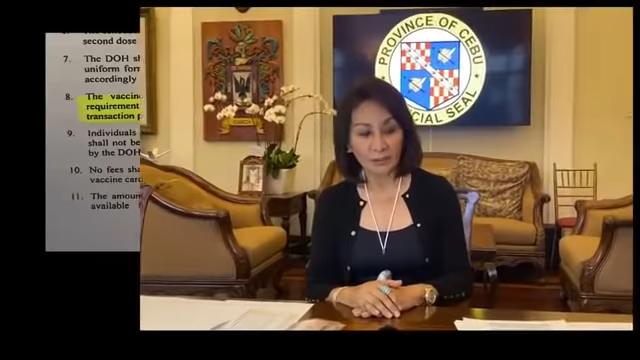 second dose
7. The DOH sh
uniform for
accordingly
8. The vaccin
requirement
transaction p
9. Individuals
shall not be
by the DOH
10. No fees sha
vaccine car
11. The amoun
available
GARCIA
PROVINCE OF CEBU
OFFICIAL SEAL